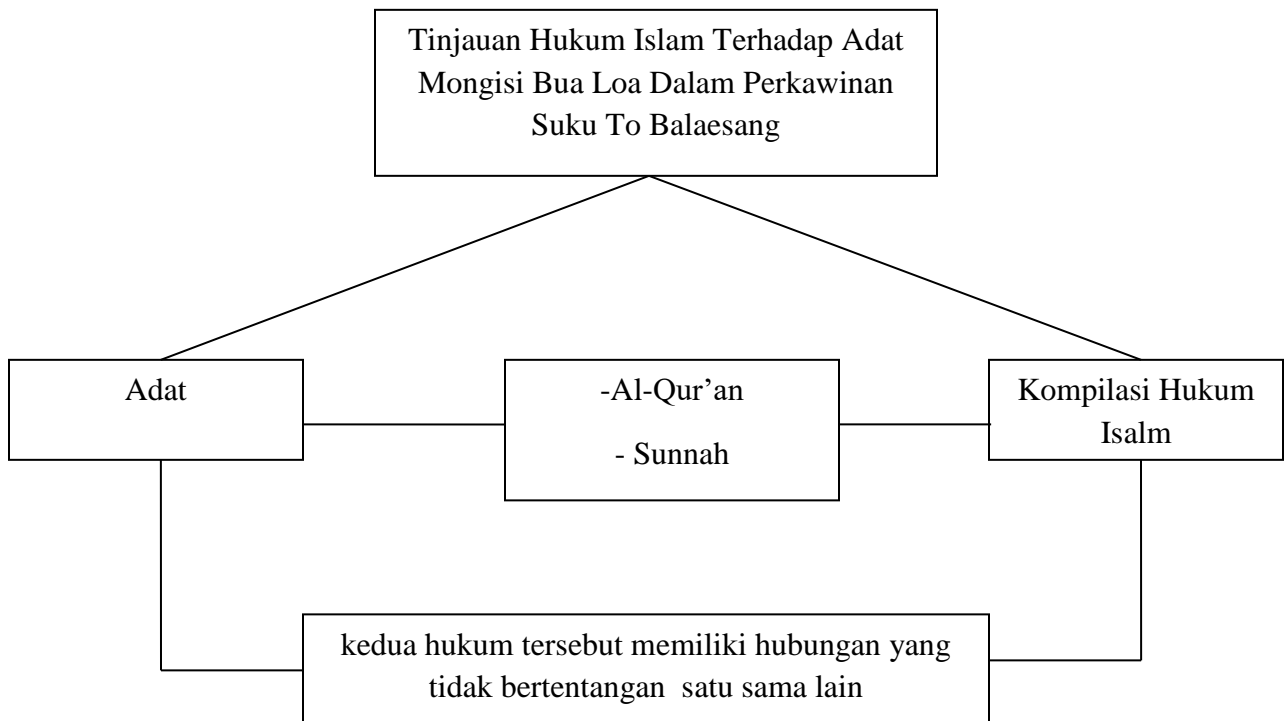 Tinjauan Hukum Islam Terhadap Adat
Mongisi Bua Loa Dalam Perkawinan
Suku To Balaesang
Adat
-Al-Qur’an
- Sunnah
Kompilasi Hukum
Isalm
kedua hukum tersebut memiliki hubungan yang
tidak bertentangan  satu sama lain